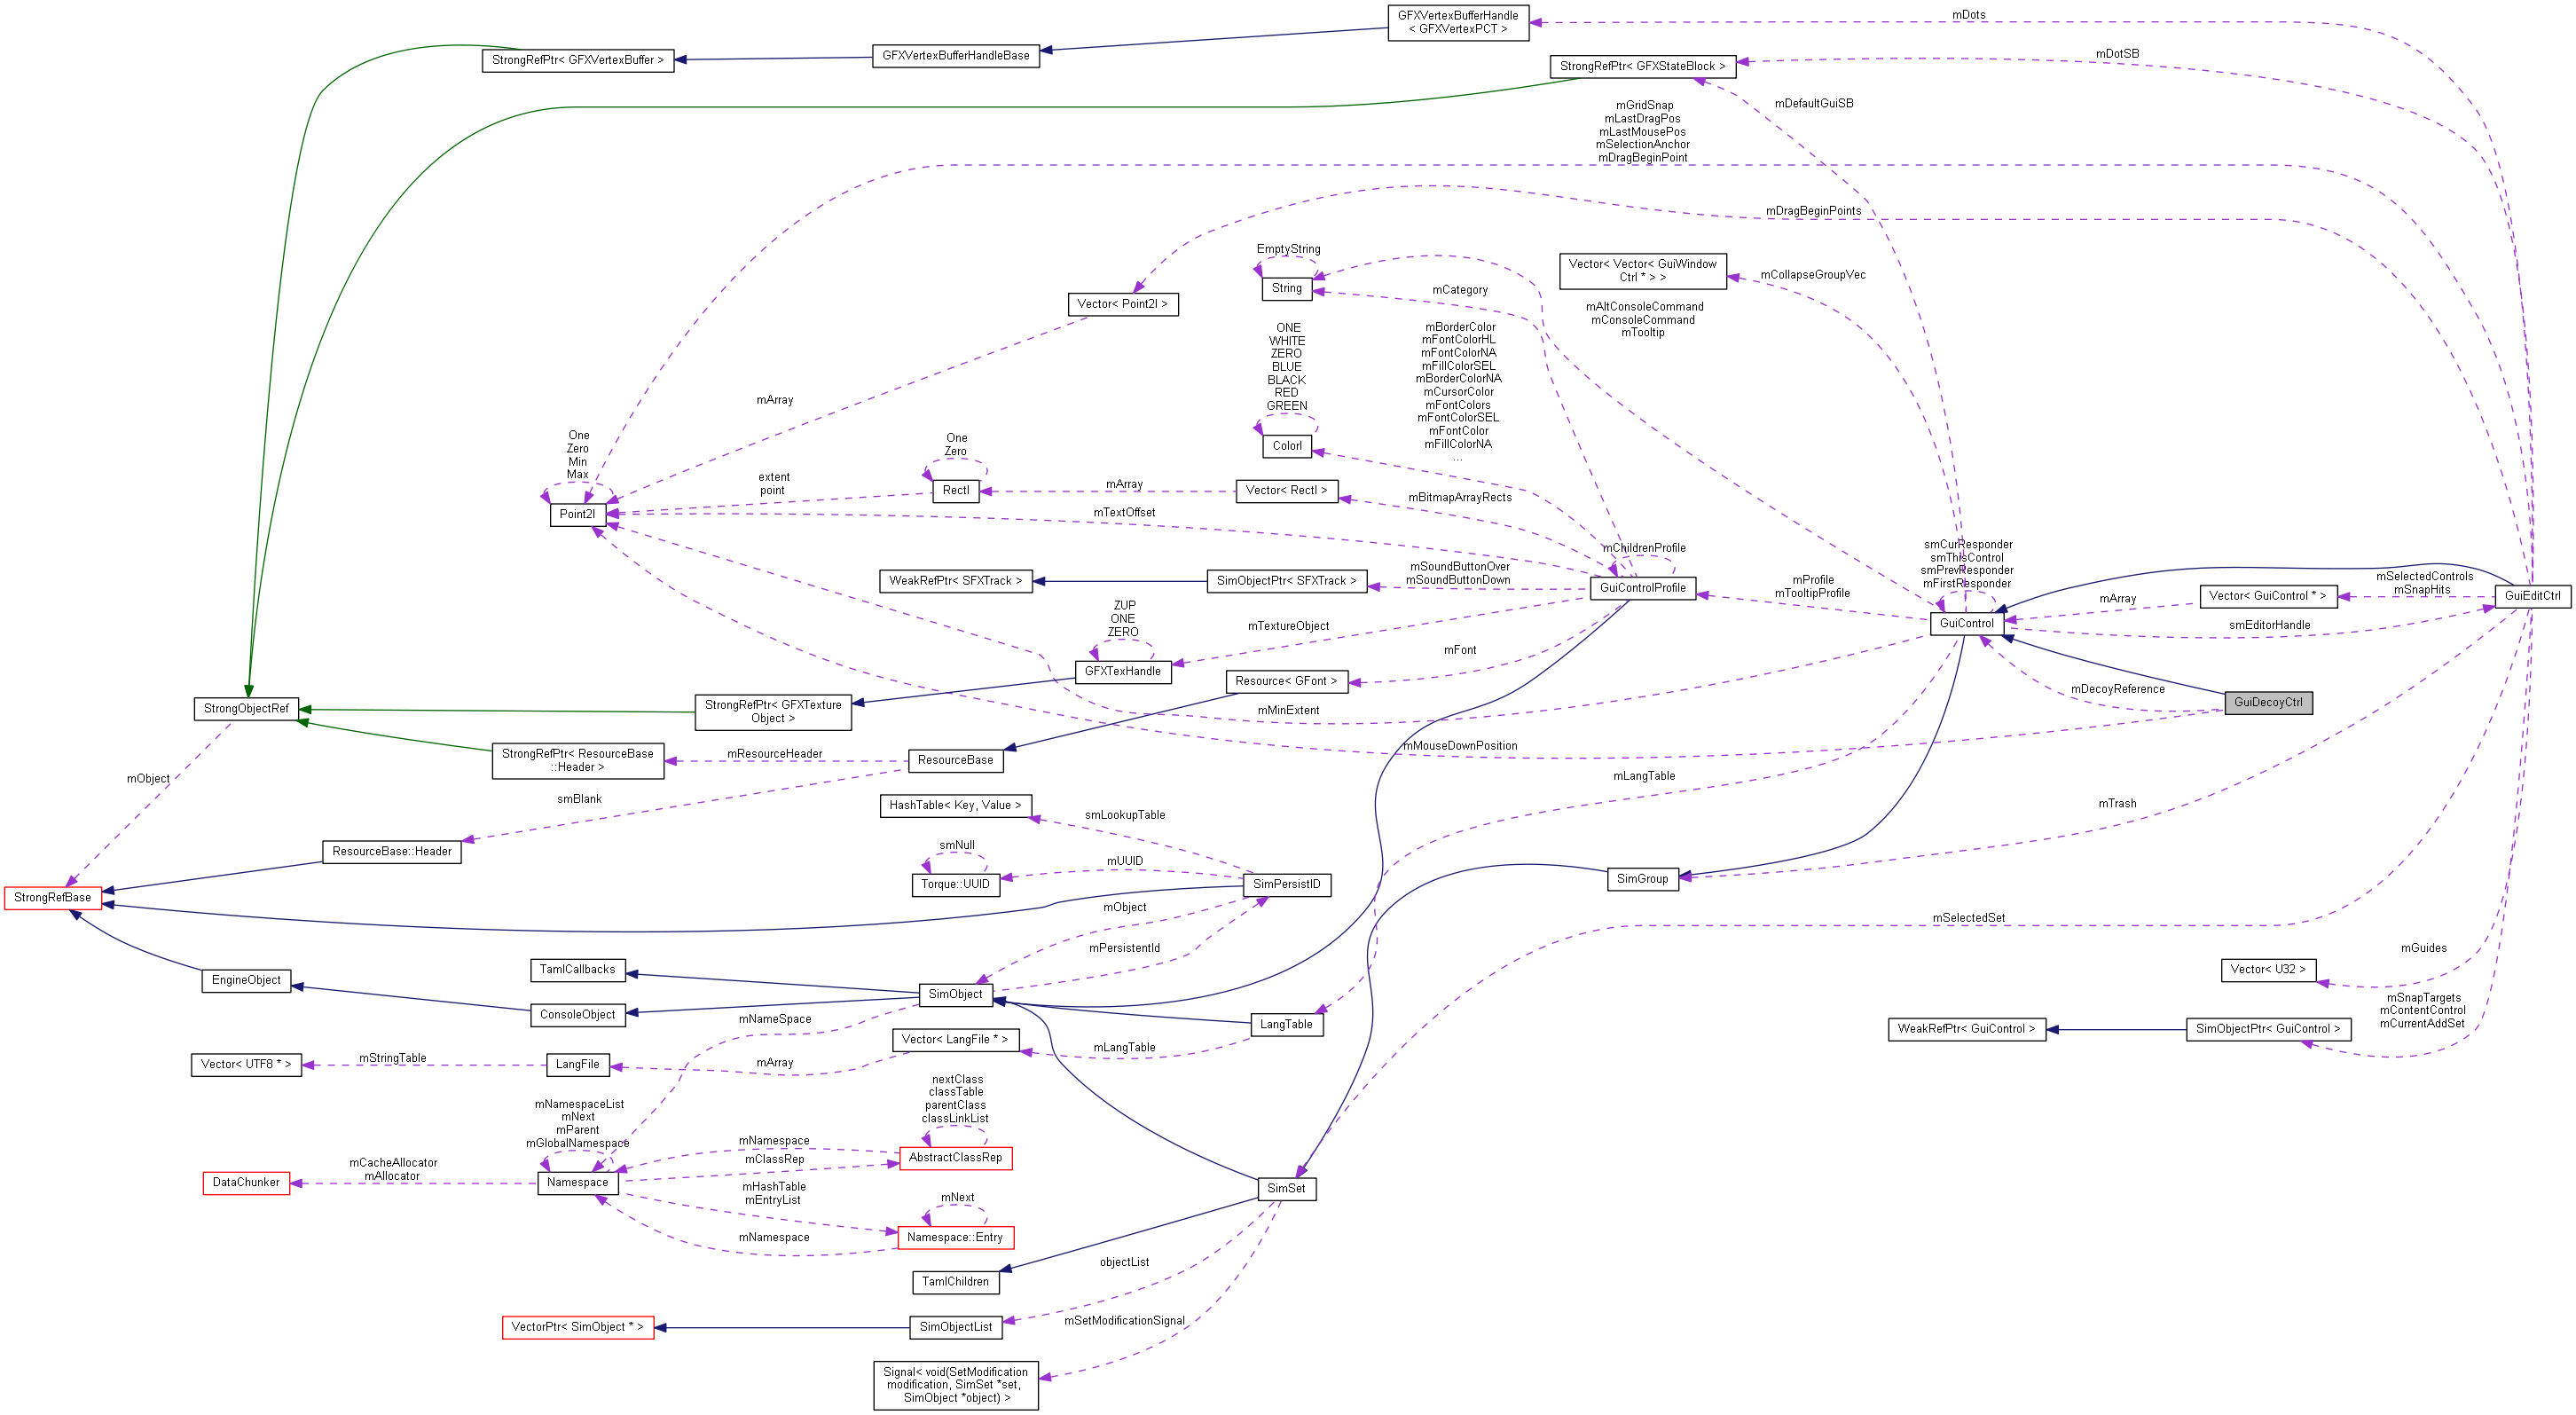 GFXVertexBufferHandle
< GFXVertexPCT >
mDots
StrongRefPtr< GFXVertexBuffer >
GFXVertexBufferHandleBase
StrongRefPtr< GFXStateBlock >
mDotSB
mDefaultGuiSB
mGridSnap
mLastDragPos
mLastMousePos
mSelectionAnchor
mDragBeginPoint
mDragBeginPoints
EmptyString
String
Vector< Vector< GuiWindow
Ctrl * > >
mCollapseGroupVec
Vector< Point2I >
mCategory
mAltConsoleCommand
mConsoleCommand
mTooltip
ONE
WHITE
ZERO
BLUE
BLACK
RED
GREEN
ColorI
mBorderColor
mFontColorHL
mFontColorNA
mFillColorSEL
mBorderColorNA
mCursorColor
mFontColors
mFontColorSEL
mFontColor
mFillColorNA
...
mArray
One
Zero
Min
Max
Point2I
One
Zero
RectI
extent
point
mArray
Vector< RectI >
mBitmapArrayRects
mTextOffset
mChildrenProfile
GuiControlProfile
WeakRefPtr< SFXTrack >
SimObjectPtr< SFXTrack >
mSoundButtonOver
mSoundButtonDown
mProfile
mTooltipProfile
smCurResponder
smThisControl
smPrevResponder
mFirstResponder
GuiControl
mArray
Vector< GuiControl * >
mSelectedControls
mSnapHits
GuiEditCtrl
smEditorHandle
ZUP
ONE
ZERO
GFXTexHandle
mTextureObject
mFont
Resource< GFont >
mDecoyReference
GuiDecoyCtrl
StrongObjectRef
StrongRefPtr< GFXTexture
Object >
mMinExtent
mMouseDownPosition
StrongRefPtr< ResourceBase
::Header >
mResourceHeader
ResourceBase
mObject
smBlank
mLangTable
HashTable< Key, Value >
smLookupTable
mTrash
ResourceBase::Header
smNull
Torque::UUID
mUUID
SimPersistID
SimGroup
StrongRefBase
mObject
mSelectedSet
mPersistentId
TamlCallbacks
EngineObject
SimObject
ConsoleObject
mGuides
Vector< U32 >
mNameSpace
LangTable
mSnapTargets
mContentControl
mCurrentAddSet
WeakRefPtr< GuiControl >
SimObjectPtr< GuiControl >
Vector< LangFile * >
mLangTable
Vector< UTF8 * >
mStringTable
LangFile
mArray
nextClass
classTable
parentClass
classLinkList
mNamespaceList
mNext
mParent
mGlobalNamespace
mNamespace
AbstractClassRep
mClassRep
DataChunker
mCacheAllocator
mAllocator
Namespace
mHashTable
mEntryList
mNext
SimSet
mNamespace
Namespace::Entry
objectList
TamlChildren
VectorPtr< SimObject * >
SimObjectList
mSetModificationSignal
Signal< void(SetModification
modification, SimSet *set,
SimObject *object) >